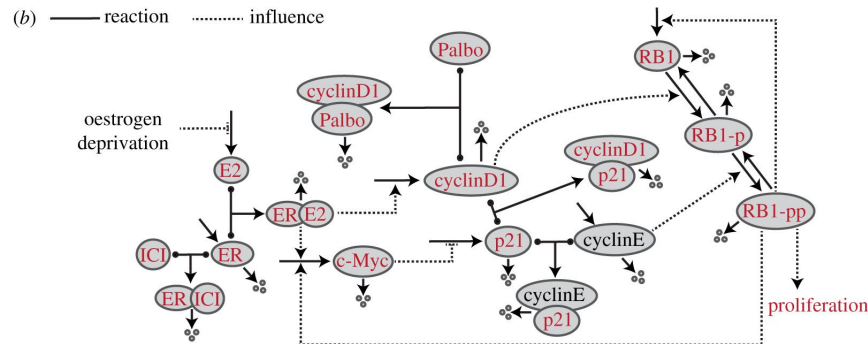 (b)
reaction
influence
Palbo
RB1
cyclinD1
Palbo
oestrogen
deprivation
RB1-p
cyclinD1
p21
E2
cyclinD1
RB1-pp
ER E2
ICI
ER
c-Myc
p21
cyclinE
ER ICI
cyclinE
p21
proliferation